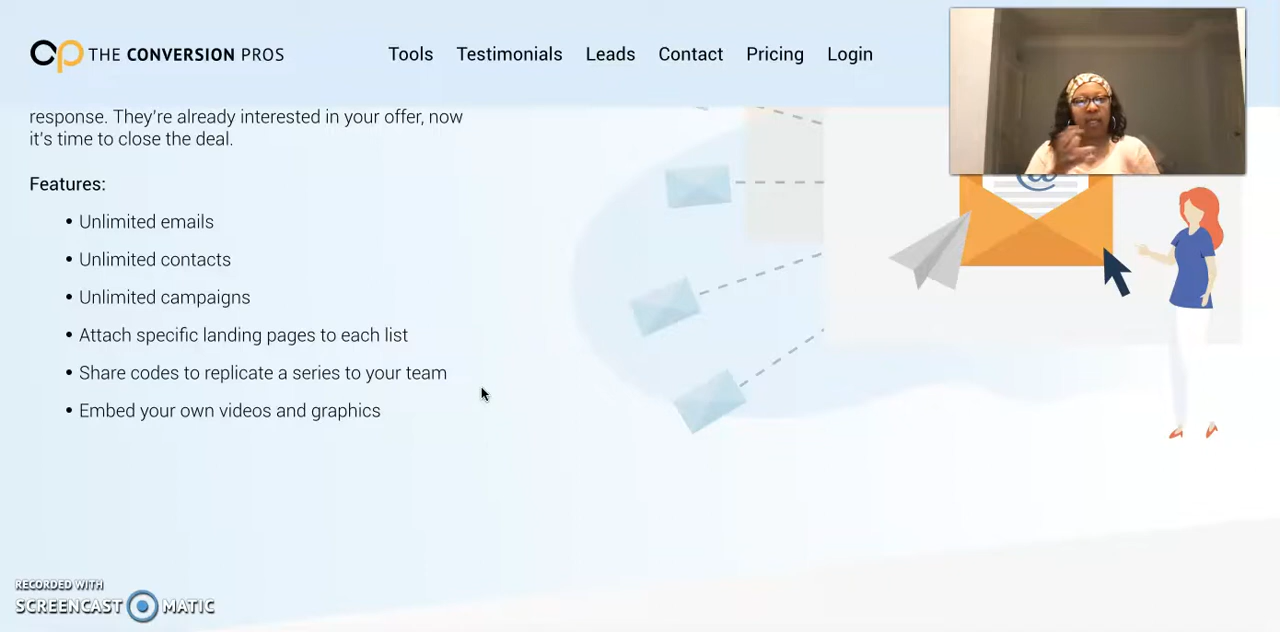 CP THE CONVERSION PROS
Tools Testimonials Leads Contact Pricing Login
response. They're already interested in your offer, now
it's time to close the deal.
Features:
• Unlimited emails
• Unlimited contacts
• Unlimited campaigns
• Attach specific landing pages to each list
• Share codes to replicate a series to your team
• Embed your own videos and graphics
@
RECORDED WITH
SCREENCAST MATIC